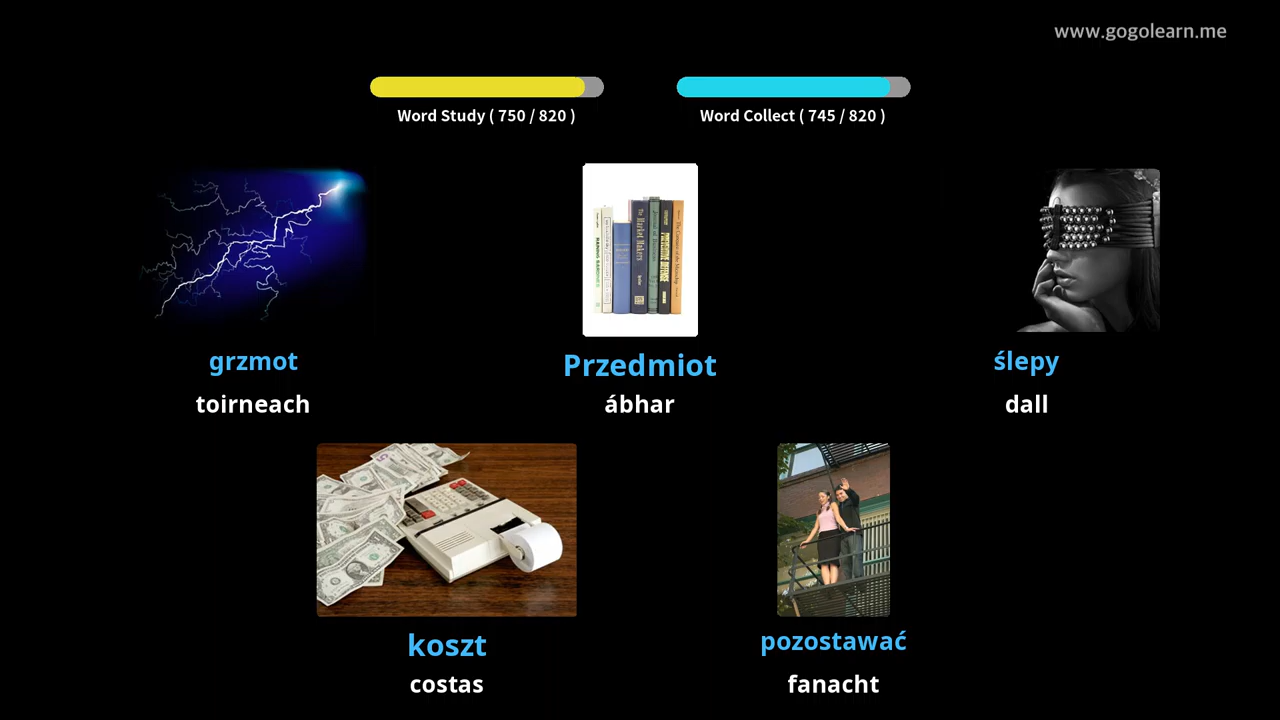 www.gogolearn.me
Word Study ( 750 / 820 )
Word Collect ( 745 / 820 )
grzmot
toirneach
Przedmiot
ábhar
ślepy
dall
koszt
costas
pozostawać
fanacht